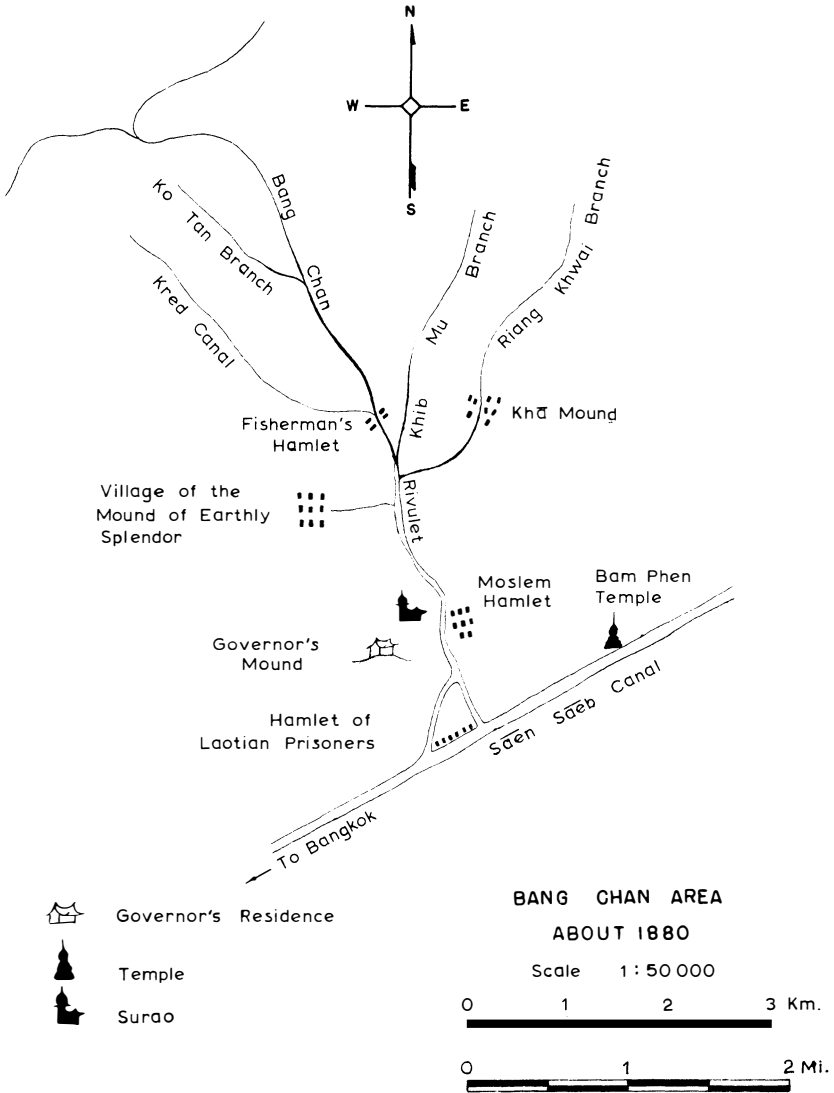 N
W E
S
Bang Chan Rivulet
Ko Tan Branch
Kred Canal
Khib Mu Branch
Riang Khwai Branch
Fisherman's
Hamlet
Khā Mound
Village of the
Mound of Earthly
Splendor
Moslem
Hamlet
Bam Phen
Temple
Governor's
Mound
Hamlet of
Laotian Prisoners
Sāēn Sāēb Canal
To Bangkok
Governor's Residence
Temple
Surao
BANG CHAN AREA
ABOUT 1880
Scale 1:50 000
0 1 2 3 Km.
0 1 2 Mi.